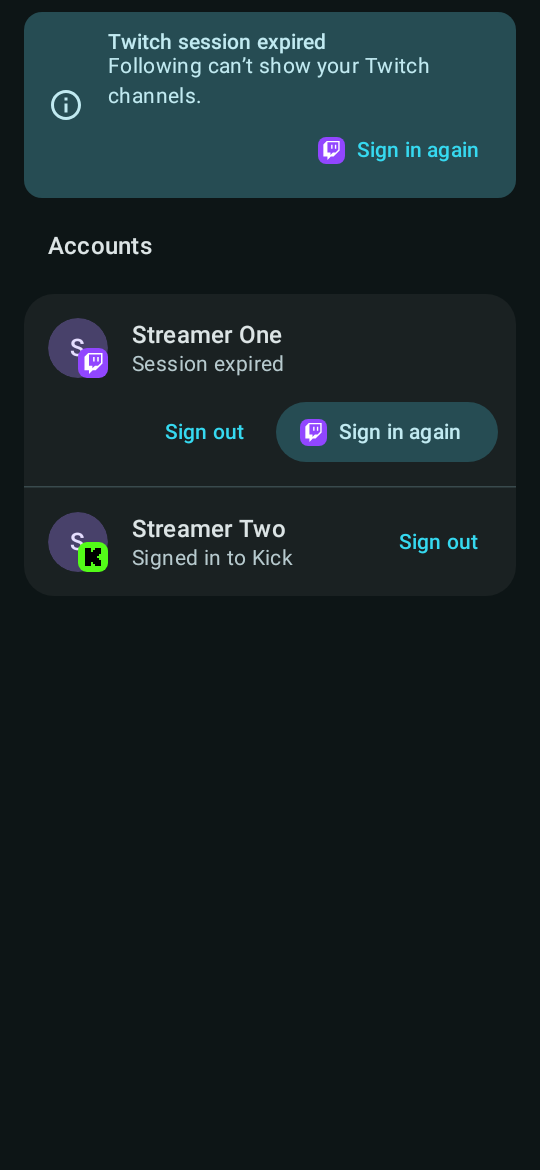 Twitch session expired
Following can’t show your Twitch
channels.
Sign in again
Accounts
S
Streamer One
Session expired
Sign out
Sign in again
S
Streamer Two
Signed in to Kick
Sign out